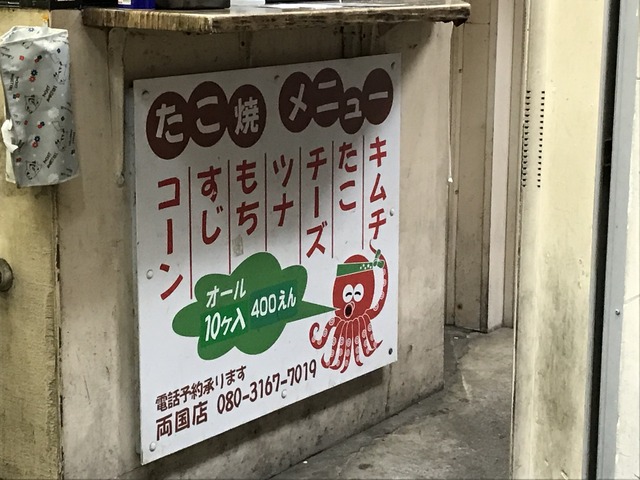 たこ焼 メニュー
キムチ
たこ
チーズ
ツナ
もち
すじ
コーン
オール
10ケ入 400えん
電話予約承ります
両国店 080-3167-7019